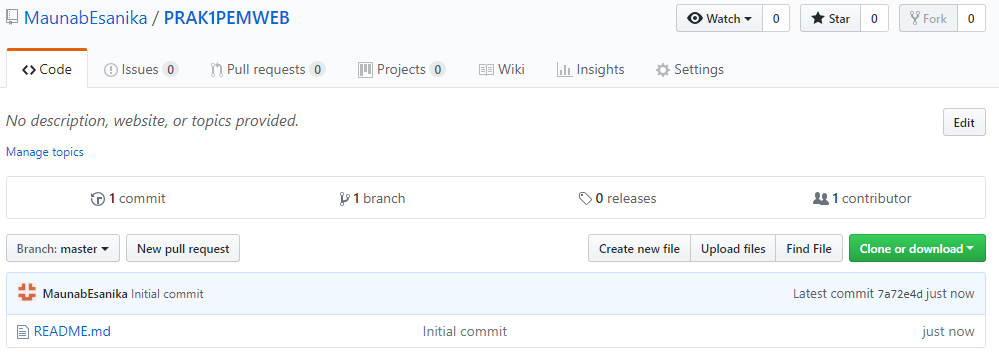 MaunabEsanika / PRAK1PEMWEB Watch 0 Star 0 Fork 0
Code Issues 0 Pull requests 0 Projects 0 Wiki Insights Settings
No description, website, or topics provided. Edit
Manage topics
1 commit 1 branch 0 releases 1 contributor
Branch: master New pull request Create new file Upload files Find File Clone or download
MaunabEsanika Initial commit Latest commit 7a72e4d just now
README.md Initial commit just now